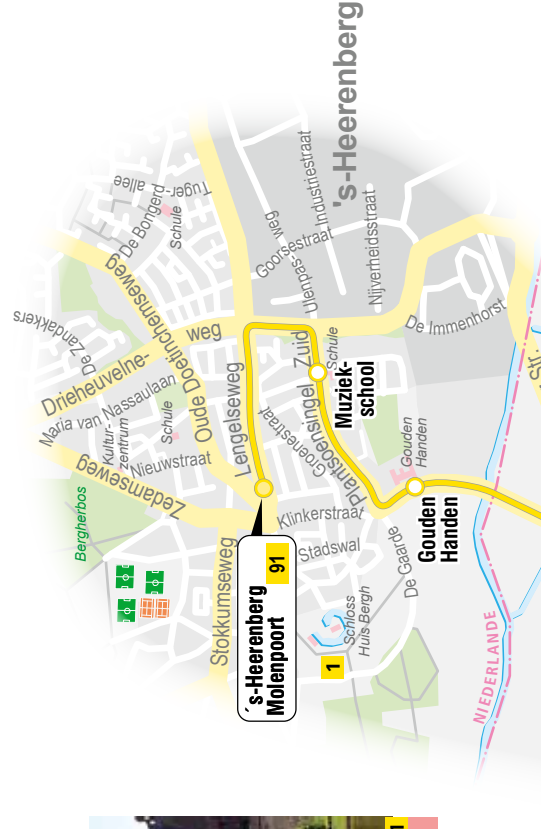 's-Heerenberg
Tuger-
allee
De Bongerd
Schule
Goorsestraat
Ulenpas-
weg
Industriestraat
Nijverheidsstraat
De Immenhorst
De Zandakkers
Drieheuvelne-
weg
Oude Doetinchemseweg
Maria van Nassaulaan
Kultur-
zentrum
Schule
Nieuwstraat
Zedamseweg
Bergherbos
Lengelseweg
Groenestraat
Plantsoensingel Zuid
Schule
Muziek-
school
Gouden
Handen
Gouden
Handen
Klinkerstraat
Stadswal
De Gaarde
Stokkumseweg
´s-Heerenberg
Molenpoort
91
Schloss
Huis Bergh
1
NIEDERLANDE
-Str.
1